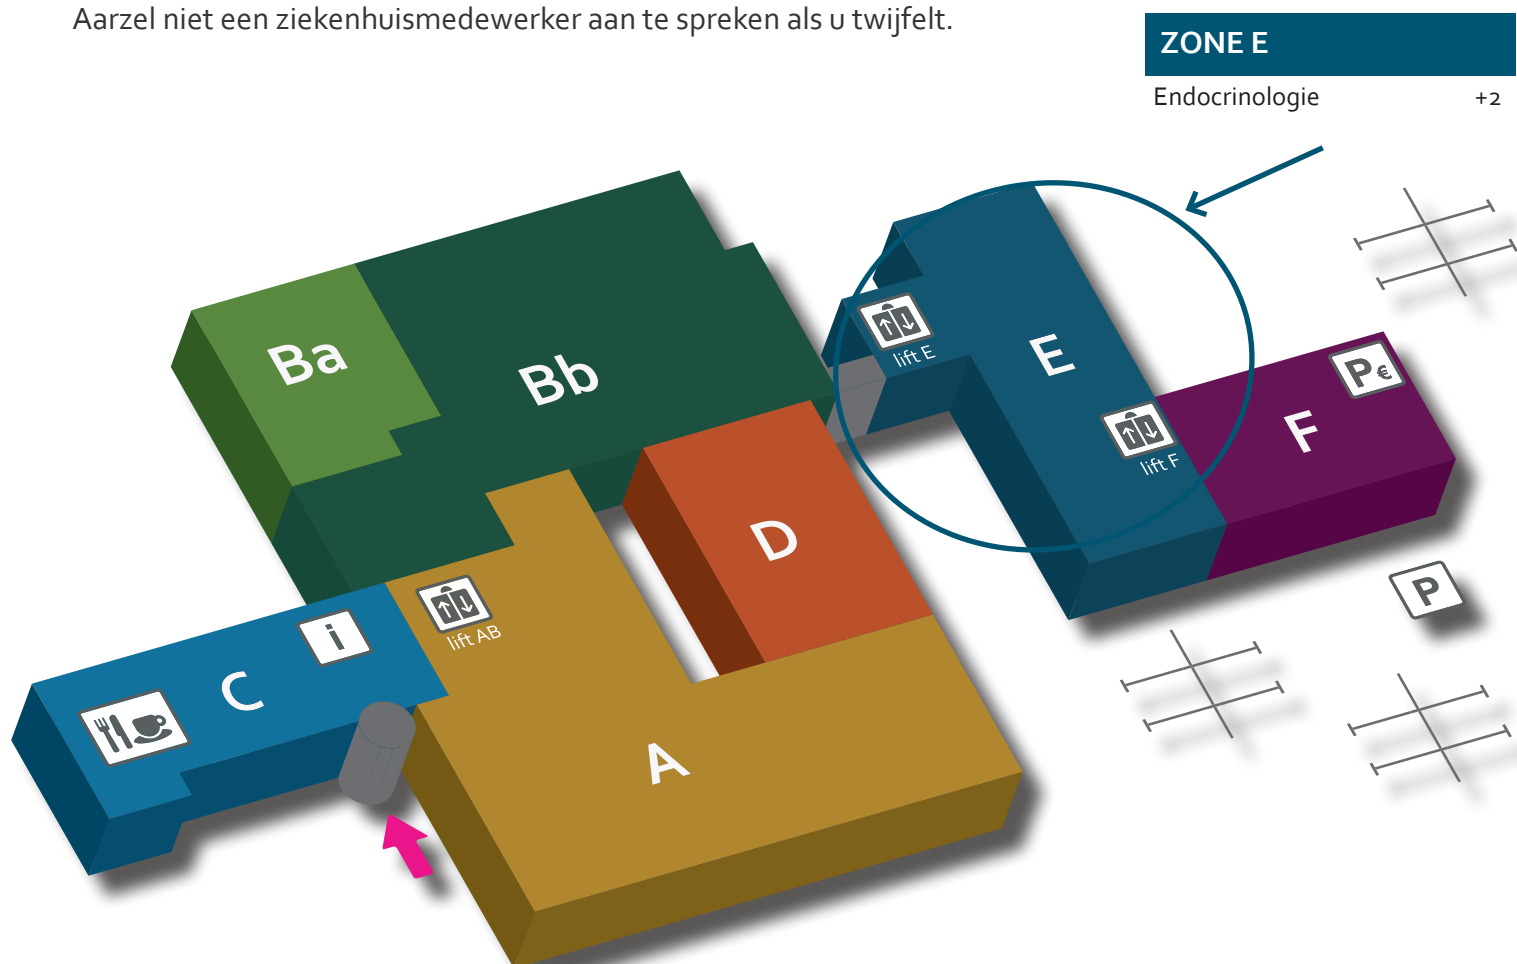 Aarzel niet een ziekenhuismedewerker aan te spreken als u twijfelt.
ZONE E
Endocrinologie +2
Ba
Bb
lift E
E
P€
F
lift F
D
P
lift AB
i
C
A